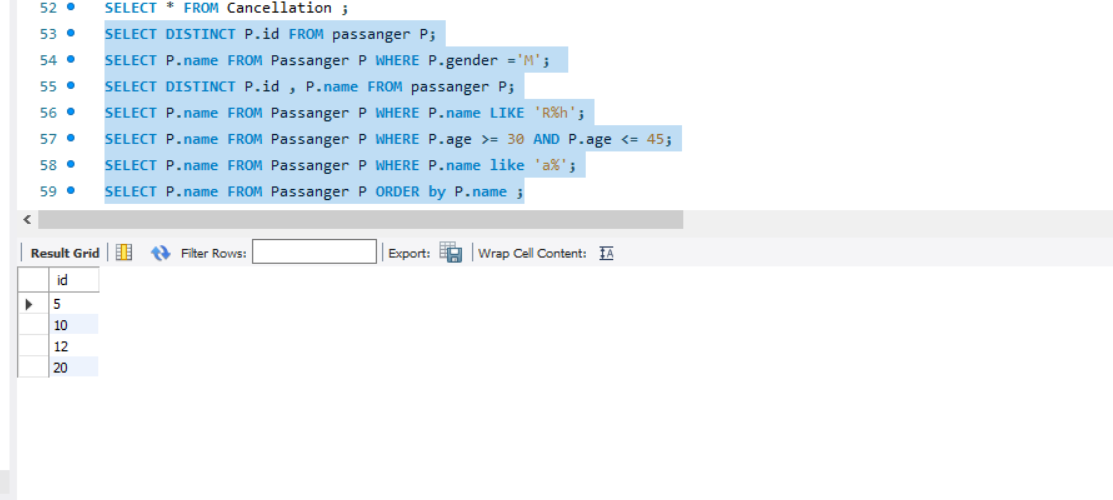 52 SELECT * FROM Cancellation ;
53 SELECT DISTINCT P.id FROM passanger P;
54 SELECT P.name FROM Passanger P WHERE P.gender ='M';
55 SELECT DISTINCT P.id , P.name FROM passanger P;
56 SELECT P.name FROM Passanger P WHERE P.name LIKE 'R%h';
57 SELECT P.name FROM Passanger P WHERE P.age >= 30 AND P.age <= 45;
58 SELECT P.name FROM Passanger P WHERE P.name like 'a%';
59 SELECT P.name FROM Passanger P ORDER by P.name ;
Result Grid Filter Rows: Export: Wrap Cell Content: IA
id
5
10
12
20